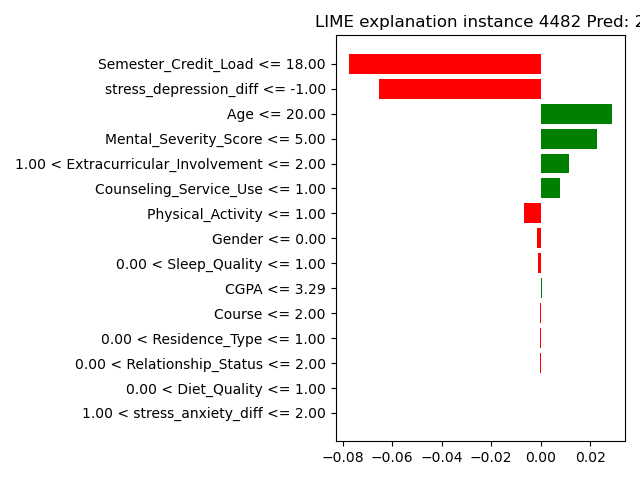 LIME explanation instance 4482 Pred: 2
Semester_Credit_Load <= 18.00
stress_depression_diff <= -1.00
Age <= 20.00
Mental_Severity_Score <= 5.00
1.00 < Extracurricular_Involvement <= 2.00
Counseling_Service_Use <= 1.00
Physical_Activity <= 1.00
Gender <= 0.00
0.00 < Sleep_Quality <= 1.00
CGPA <= 3.29
Course <= 2.00
0.00 < Residence_Type <= 1.00
0.00 < Relationship_Status <= 2.00
0.00 < Diet_Quality <= 1.00
1.00 < stress_anxiety_diff <= 2.00
−0.08 −0.06 −0.04 −0.02 0.00 0.02